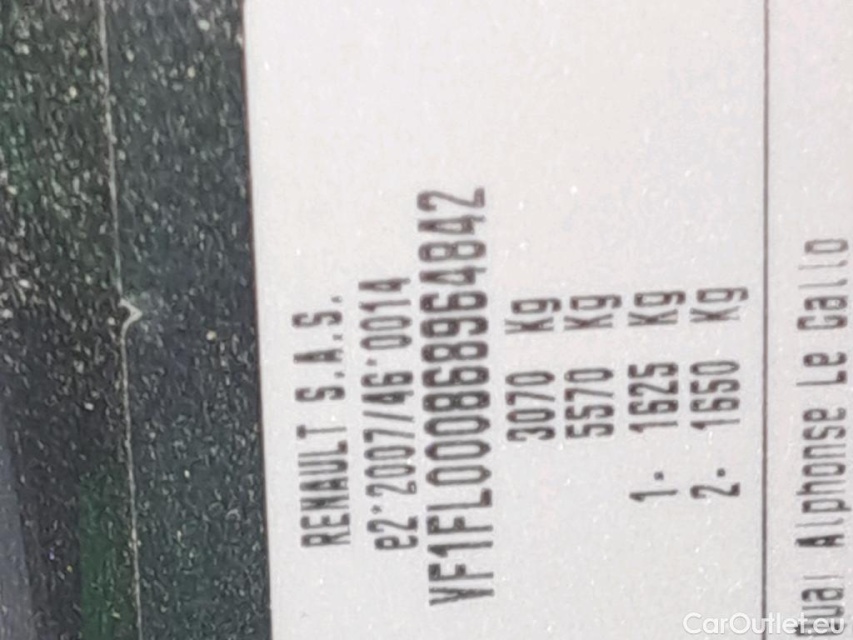 RENAULT S.A.S.
e2*2007/46*0014
VF1FL000868964842
3070 Kg
5570 Kg
1- 1625 Kg
2- 1650 Kg
Alphonse Le Gallo
CarOutlet.eu